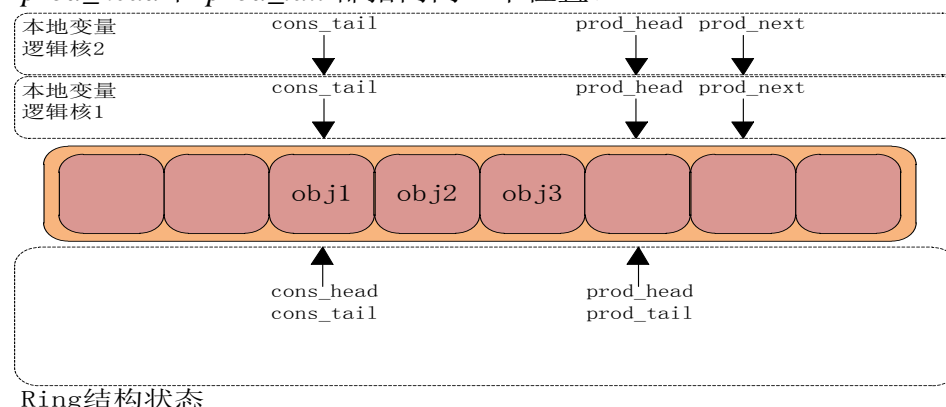 本地变量 cons_tail prod_head prod_next
逻辑核2
本地变量 cons_tail prod_head prod_next
逻辑核1
obj1 obj2 obj3
cons_head prod_head
cons_tail prod_tail
Ring结构状态